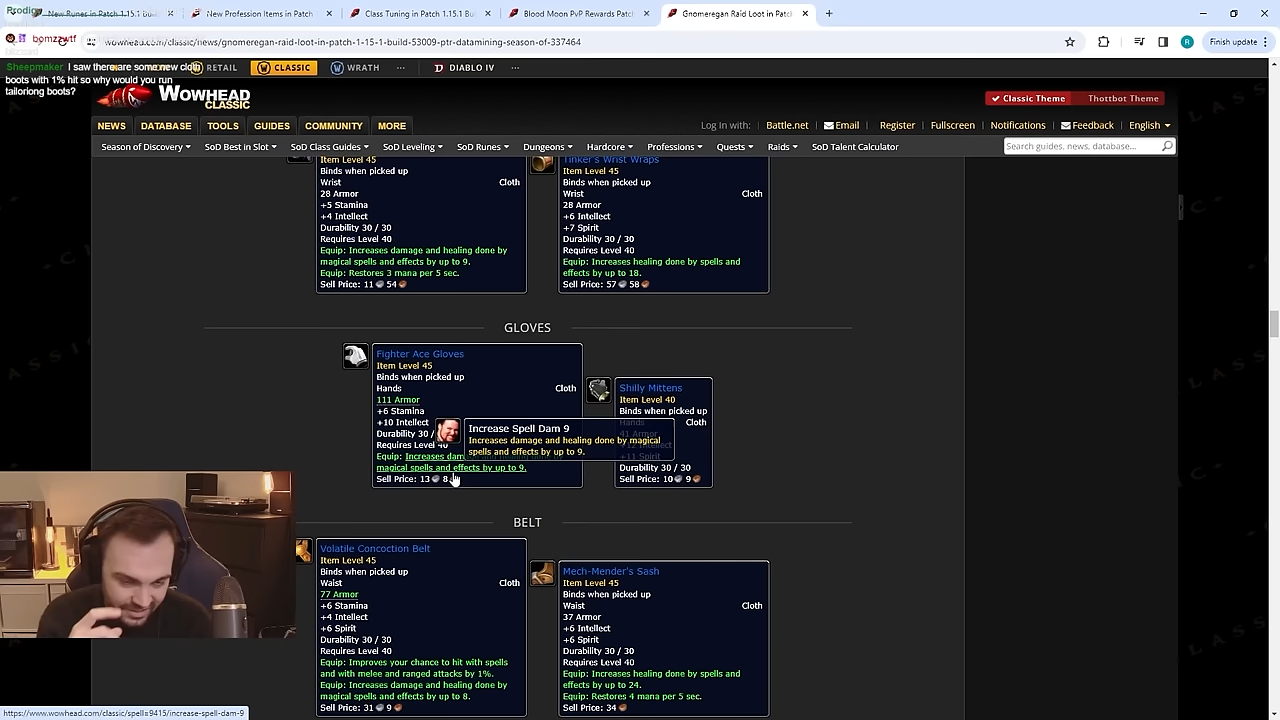 Prodig
New Runes in Patch 1.15.1 Build
New Profession Items in Patch
Class Tuning in Patch 1.15.1 Buil
Blood Moon PvP Rewards Patc
Gnomeregan Raid Loot in Patch
bomzzwtf
wowhead.com/classic/news/gnomeregan-raid-loot-in-patch-1-15-1-build-53009-ptr-datamining-season-of-337464
R
Finish update
Sheepmaker I saw there are some new cloth
boots with 1% hit so why would you run
tailoriong boots?
RETAIL
CLASSIC
WRATH
DIABLO IV
WOWHEAD
CLASSIC
Classic Theme
Thottbot Theme
NEWS
DATABASE
TOOLS
GUIDES
COMMUNITY
MORE
Log In with:
Battle.net
Email
Register
Fullscreen
Notifications
Feedback
English
Season of Discovery
SoD Best in Slot
SoD Class Guides
SoD Leveling
SoD Runes
Dungeons
Hardcore
Professions
Raids
SoD Talent Calculator
Search guides, news, database...
Item Level 45
Binds when picked up
Wrist Cloth
28 Armor
+5 Stamina
+4 Intellect
Durability 30 / 30
Requires Level 40
Equip: Increases damage and healing done by
magical spells and effects by up to 9.
Equip: Restores 3 mana per 5 sec.
Sell Price: 11 54
Tinker's Wrist Wraps
Item Level 45
Binds when picked up
Wrist Cloth
28 Armor
+6 Intellect
+7 Spirit
Durability 30 / 30
Requires Level 40
Equip: Increases healing done by spells and
effects by up to 18.
Sell Price: 57 58
GLOVES
Fighter Ace Gloves
Item Level 45
Binds when picked up
Hands Cloth
111 Armor
+6 Stamina
+10 Intellect
Durability 30 /
Requires Level 40
Equip: Increases dam
magical spells and effects by up to 9.
Sell Price: 13 8
Increase Spell Dam 9
Increases damage and healing done by magical
spells and effects by up to 9.
Shilly Mittens
Item Level 40
Binds when picked up
Hands Cloth
41 Armor
Intellect
+11 Spirit
Durability 30 / 30
Sell Price: 10 9
BELT
Volatile Concoction Belt
Item Level 45
Binds when picked up
Waist Cloth
77 Armor
+6 Stamina
+4 Intellect
+6 Spirit
Durability 30 / 30
Requires Level 40
Equip: Improves your chance to hit with spells
and with melee and ranged attacks by 1%.
Equip: Increases damage and healing done by
magical spells and effects by up to 8.
Sell Price: 31 9
Mech-Mender's Sash
Item Level 45
Binds when picked up
Waist Cloth
37 Armor
+6 Intellect
+6 Spirit
Durability 30 / 30
Requires Level 40
Equip: Increases healing done by spells and
effects by up to 24.
Equip: Restores 4 mana per 5 sec.
Sell Price: 34
https://www.wowhead.com/classic/spell=9415/increase-spell-dam-9